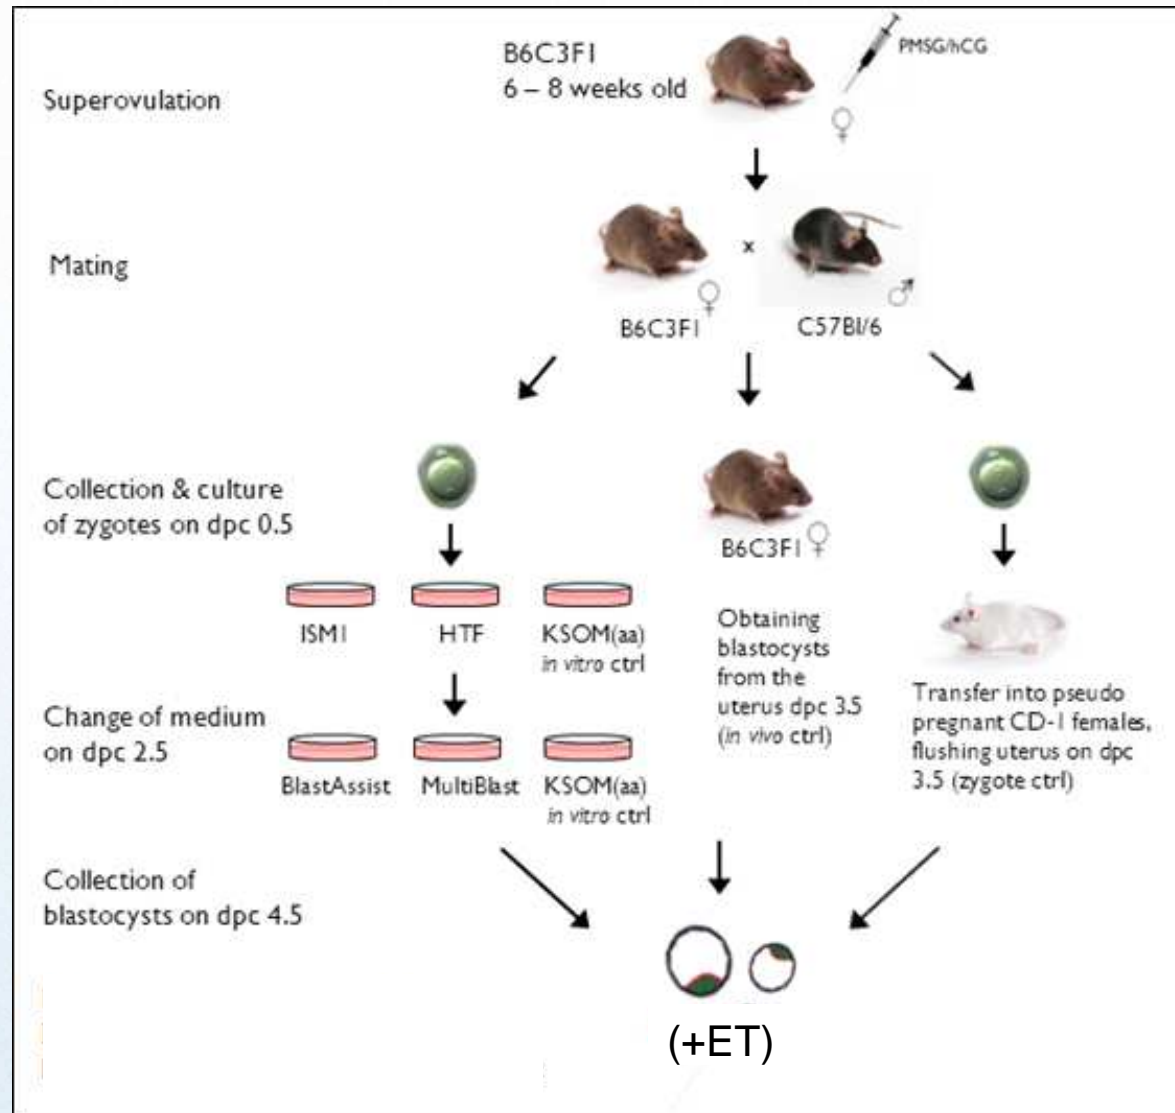 B6C3F1
6 – 8 weeks old
PMSG/hCG
Superovulation
♀
Mating
x
♀
♂
B6C3F1
C57Bl/6
Collection & culture
of zygotes on dpc 0.5
B6C3F1 ♀
ISM1
HTF
KSOM(aa)
in vitro ctrl
Obtaining
blastocysts
from the
uterus dpc 3.5
(in vivo ctrl)
Transfer into pseudo
pregnant CD-1 females,
flushing uterus on dpc
3.5 (zygote ctrl)
Change of medium
on dpc 2.5
BlastAssist
MultiBlast
KSOM(aa)
in vitro ctrl
Collection of
blastocysts on dpc 4.5
(+ET)